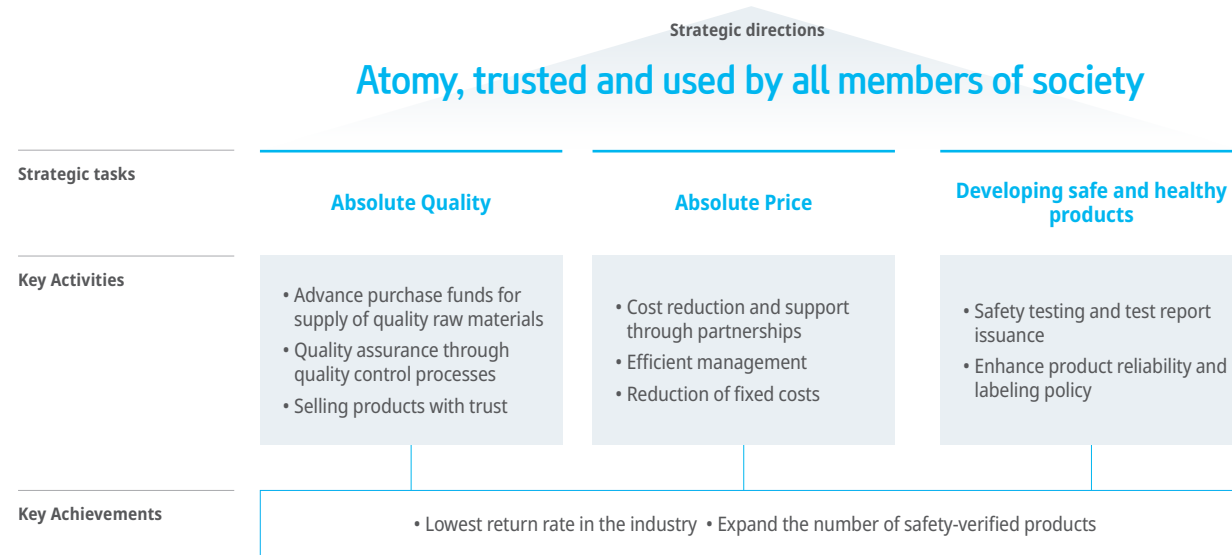 Strategic directions
Atomy, trusted and used by all members of society
Strategic tasks
Absolute Quality
Absolute Price
Developing safe and healthy
products
Key Activities
• Advance purchase funds for
supply of quality raw materials
• Quality assurance through
quality control processes
• Selling products with trust
• Cost reduction and support
through partnerships
• Efficient management
• Reduction of fixed costs
• Safety testing and test report
issuance
• Enhance product reliability and
labeling policy
Key Achievements
• Lowest return rate in the industry • Expand the number of safety-verified products